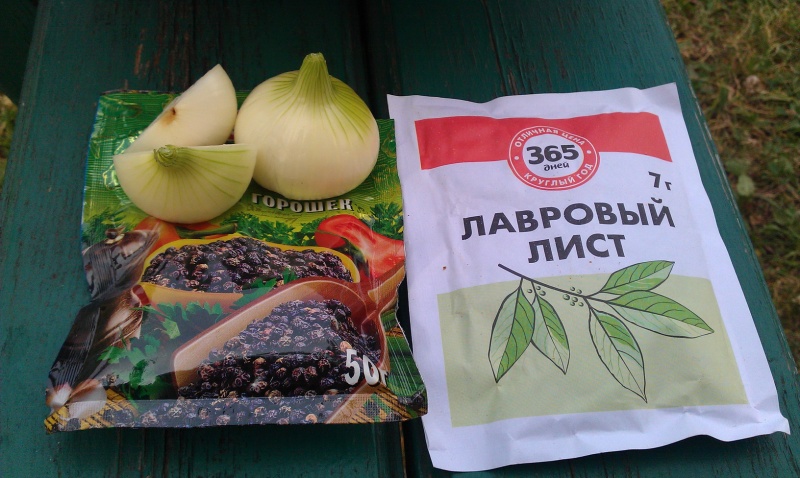 ГОРОШЕК
50г
ОТЛИЧНАЯ ЦЕНА
365
дней
КРУГЛЫЙ ГОД
7г
ЛАВРОВЫЙ
ЛИСТ